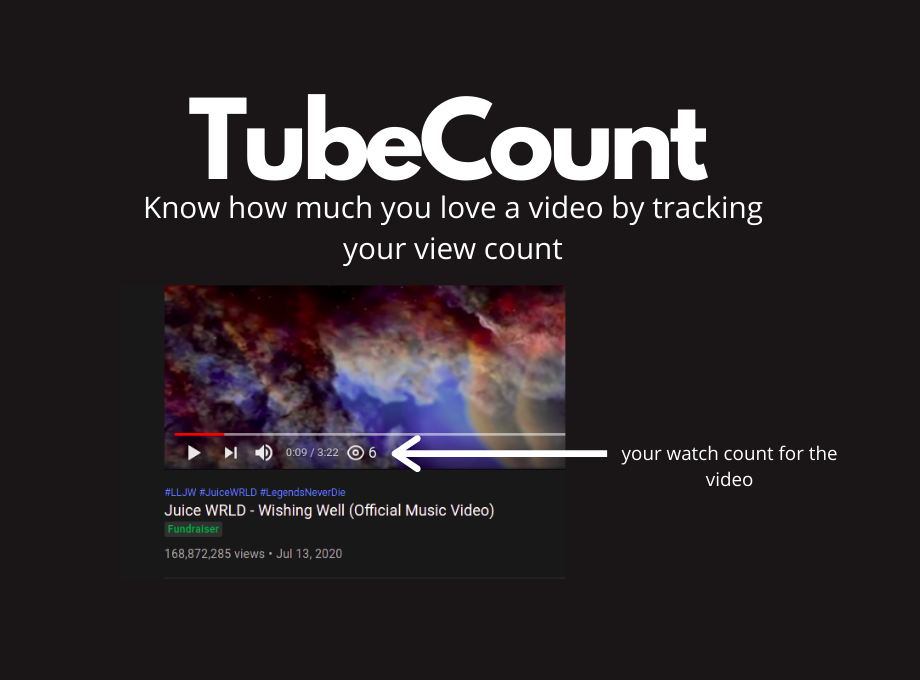 TubeCount
Know how much you love a video by tracking
your view count
0:09 / 3:22 6
your watch count for the
video
#LLJW #JuiceWRLD #LegendsNeverDie
Juice WRLD - Wishing Well (Official Music Video)
Fundraiser
168,872,285 views • Jul 13, 2020